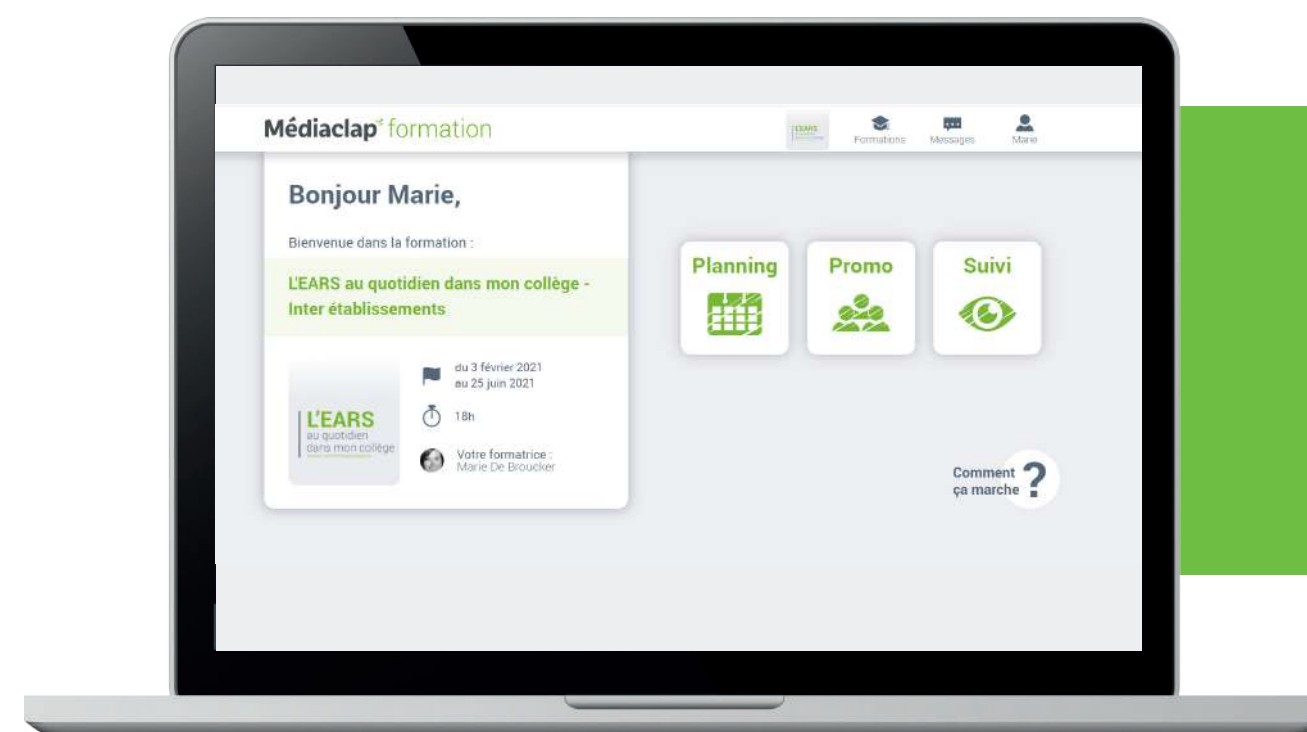 Médiaclap formation
L'EARS
Formations
Messages
Marie
Bonjour Marie,
Bienvenue dans la formation :
L'EARS au quotidien dans mon collège -
Inter établissements
L'EARS
au quotidien
dans mon collège
du 3 février 2021
au 25 juin 2021
18h
Votre formatrice :
Marie De Broucker
Planning
Promo
Suivi
Comment
ça marche ?